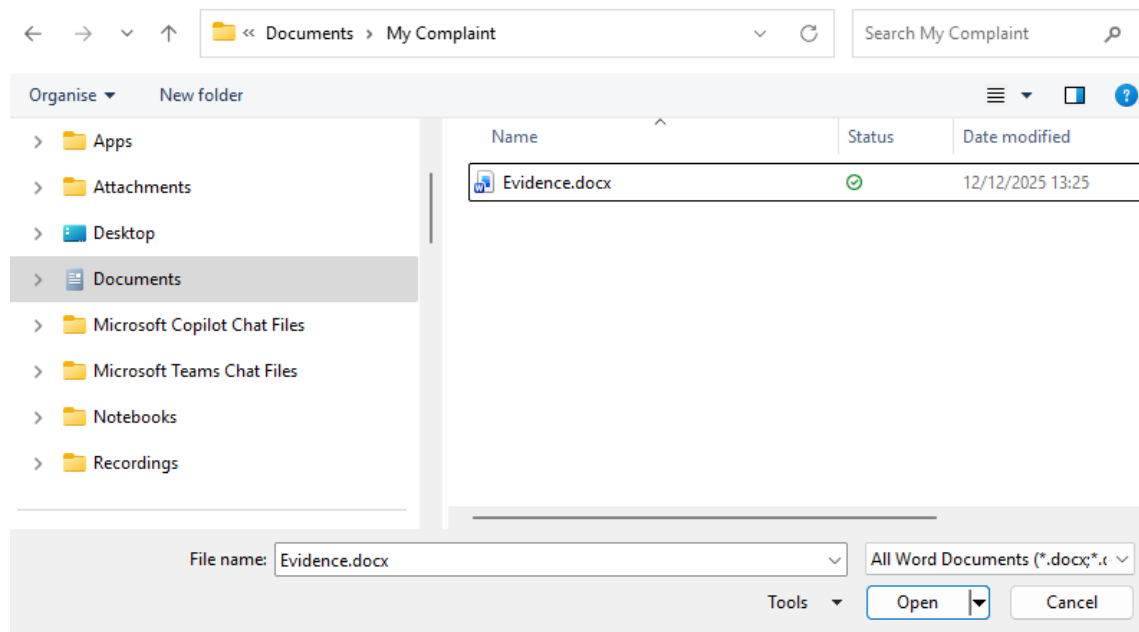 « Documents > My Complaint
Search My Complaint
Organise
New folder
Name
Status
Date modified
Apps
Attachments
Desktop
Documents
Microsoft Copilot Chat Files
Microsoft Teams Chat Files
Notebooks
Recordings
Evidence.docx
12/12/2025 13:25
File name:
Evidence.docx
All Word Documents (*.docx;*.
Tools
Open
Cancel